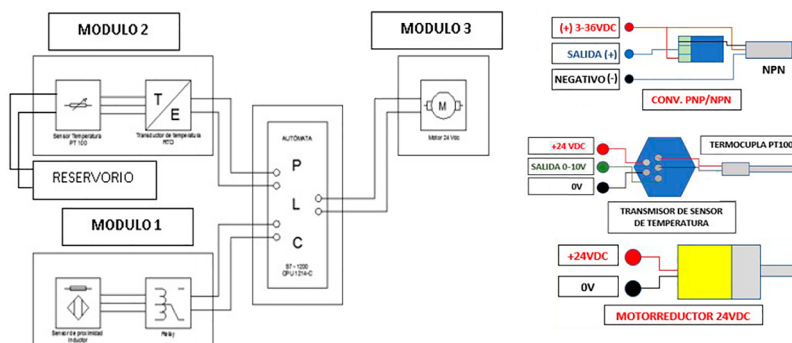 MODULO 2
Sensor Temperatura
PT 100
T
E
Transductor de temperatura
RTD
RESERVORIO
MODULO 1
Sensor de proximidad
inductor
Relay
AUTÓMATA
P
L
C
S7 - 1200
CPU 1214-C
MODULO 3
M
Motor 24 Vdc
(+) 3-36VDC
SALIDA (+)
NEGATIVO (-)
NPN
CONV. PNP/NPN
+24 VDC
SALIDA 0-10V
0V
TERMOCUPLA PT100
TRANSMISOR DE SENSOR
DE TEMPERATURA
+24VDC
0V
MOTORREDUCTOR 24VDC